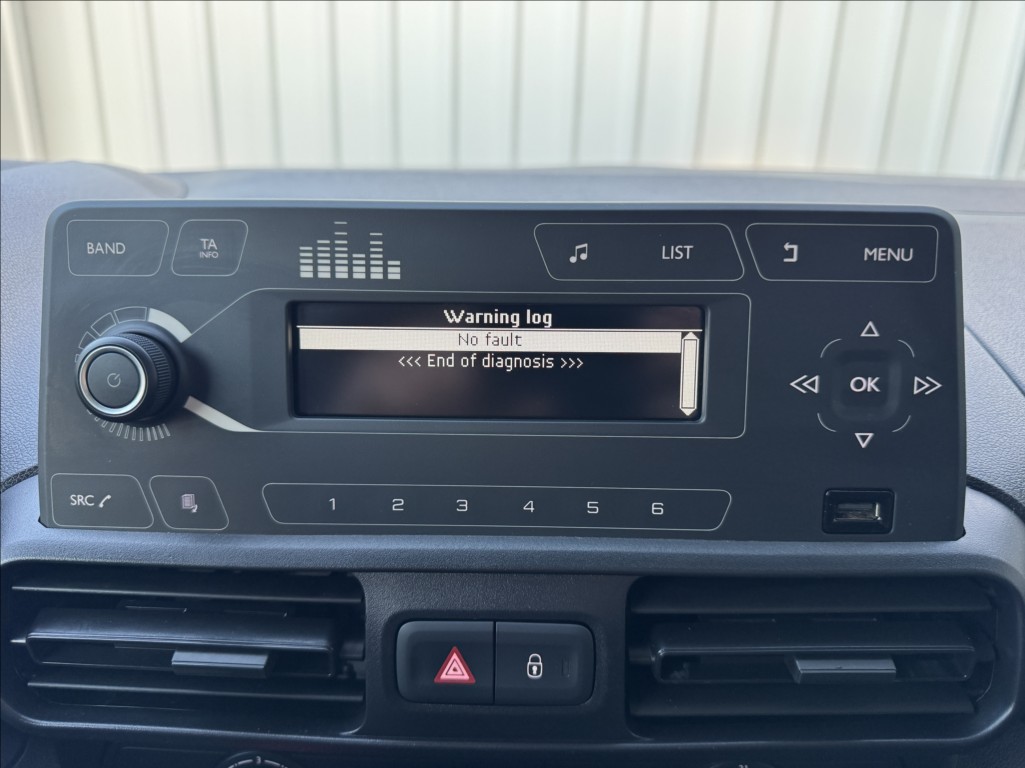 BAND
TA
INFO
LIST
MENU
Warning log
No fault
<<< End of diagnosis >>>
OK
SRC
1 2 3 4 5 6